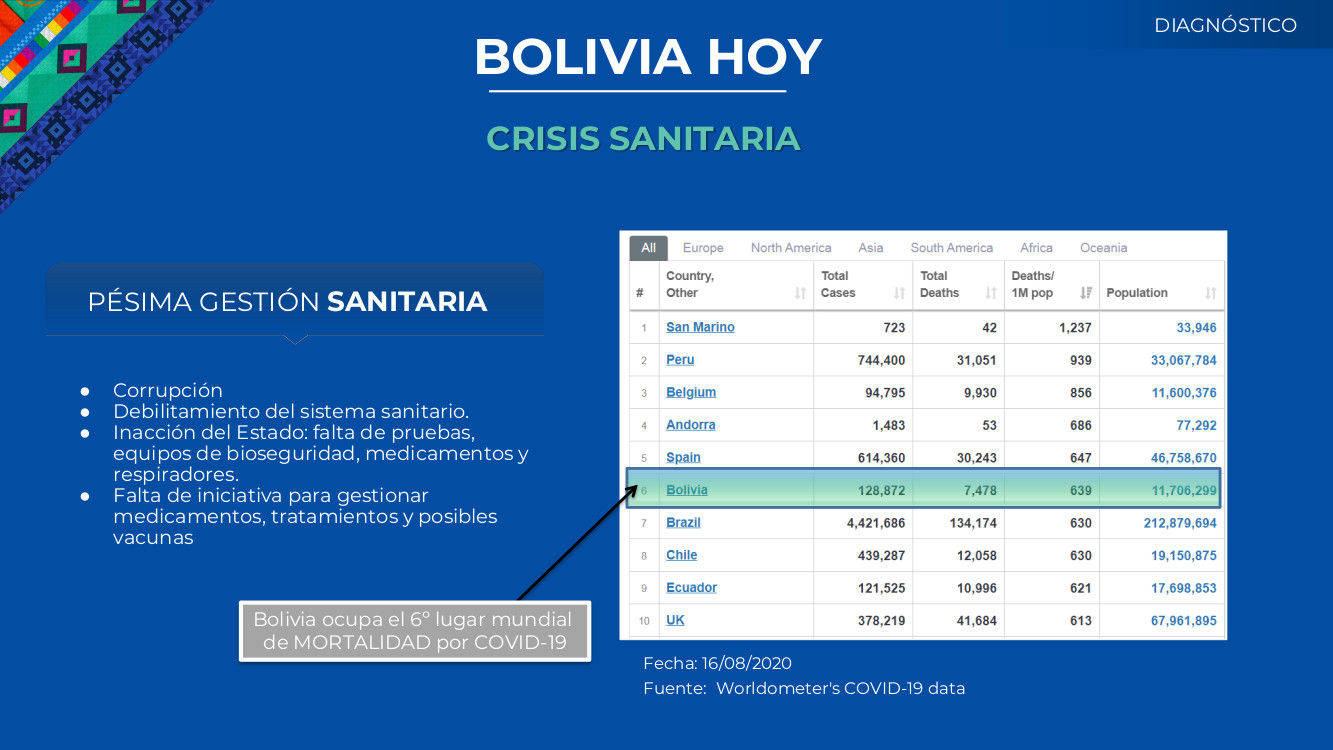 DIAGNÓSTICO
BOLIVIA HOY
CRISIS SANITARIA
PÉSIMA GESTIÓN SANITARIA
● Corrupción
● Debilitamiento del sistema sanitario.
● Inacción del Estado: falta de pruebas,
equipos de bioseguridad, medicamentos y
respiradores.
● Falta de iniciativa para gestionar
medicamentos, tratamientos y posibles
vacunas
Bolivia ocupa el 6º lugar mundial
de MORTALIDAD por COVID-19
All Europe North America Asia South America Africa Oceania
# Country, Other Total Cases Total Deaths Deaths/ 1M pop Population
1 San Marino 723 42 1,237 33,946
2 Peru 744,400 31,051 939 33,067,784
3 Belgium 94,795 9,930 856 11,600,376
4 Andorra 1,483 53 686 77,292
5 Spain 614,360 30,243 647 46,758,670
6 Bolivia 128,872 7,478 639 11,706,299
7 Brazil 4,421,686 134,174 630 212,879,694
8 Chile 439,287 12,058 630 19,150,875
9 Ecuador 121,525 10,996 621 17,698,853
10 UK 378,219 41,684 613 67,961,895
Fecha: 16/08/2020
Fuente: Worldometer's COVID-19 data